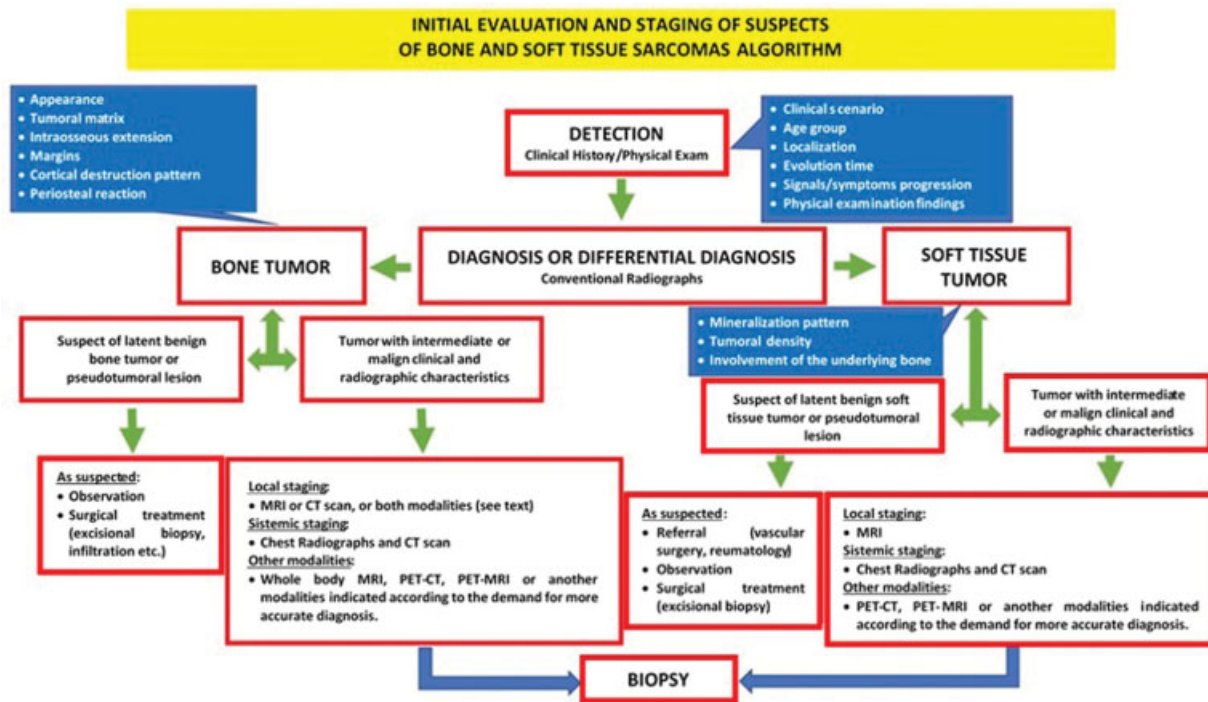 INITIAL EVALUATION AND STAGING OF SUSPECTS
OF BONE AND SOFT TISSUE SARCOMAS ALGORITHM
• Appearance
• Tumoral matrix
• Intraosseous extension
• Margins
• Cortical destruction pattern
• Periosteal reaction
DETECTION
Clinical History/Physical Exam
• Clinical scenario
• Age group
• Localization
• Evolution time
• Signals/symptoms progression
• Physical examination findings
BONE TUMOR
DIAGNOSIS OR DIFFERENTIAL DIAGNOSIS
Conventional Radiographs
SOFT TISSUE
TUMOR
• Mineralization pattern
• Tumoral density
• Involvement of the underlying bone
Suspect of latent benign
bone tumor or
pseudotumoral lesion
Tumor with intermediate or
malign clinical and
radiographic characteristics
Suspect of latent benign soft
tissue tumor or pseudotumoral
lesion
Tumor with intermediate
or malign clinical and
radiographic characteristics
As suspected:
• Observation
• Surgical treatment
(excisional biopsy,
infiltration etc.)
Local staging:
• MRI or CT scan, or both modalities (see text)
Sistemic staging:
• Chest Radiographs and CT scan
Other modalities:
• Whole body MRI, PET-CT, PET-MRI or another
modalities indicated according to the demand for more
accurate diagnosis.
As suspected:
• Referral (vascular
surgery, reumatology)
• Observation
• Surgical treatment
(excisional biopsy)
Local staging:
• MRI
Sistemic staging:
• Chest Radiographs and CT scan
Other modalities:
• PET-CT, PET-MRI or another modalities indicated
according to the demand for more accurate diagnosis.
BIOPSY